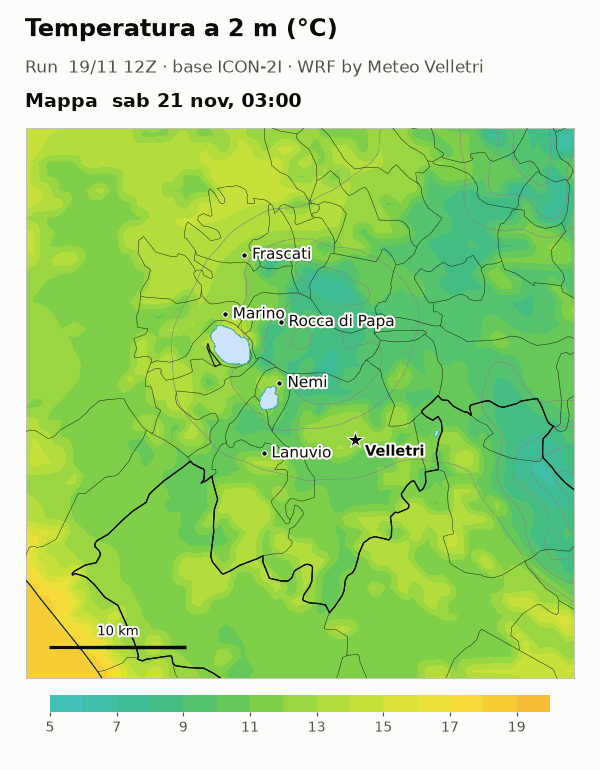 Temperatura a 2 m (°C)
Run  19/11 12Z · base ICON-2I · WRF by Meteo Velletri
Mappa  sab 21 nov, 03:00
Frascati
Marino
Rocca di Papa
Nemi
Velletri
Lanuvio
10 km
5 7 9 11 13 15 17 19